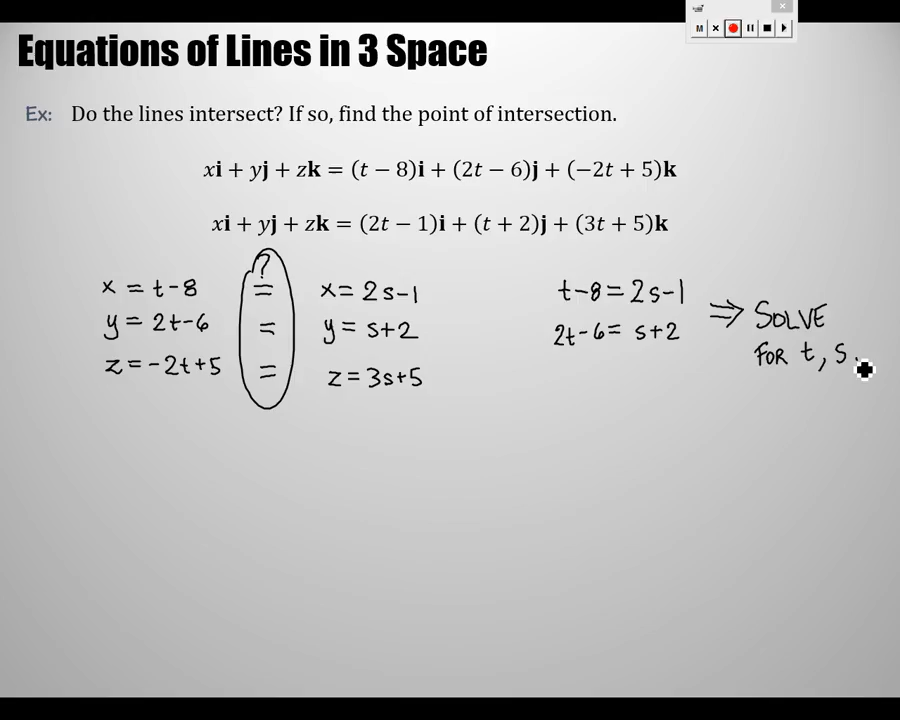 M
Equations of Lines in 3 Space
Ex: Do the lines intersect? If so, find the point of intersection.
xi + yj + zk = (t − 8)i + (2t − 6)j + (−2t + 5)k
xi + yj + zk = (2t − 1)i + (t + 2)j + (3t + 5)k
?
x = t-8 = x = 2s-1
y = 2t-6 = y = s+2
z = -2t+5 = z = 3s+5
t-8 = 2s-1
2t-6 = s+2
⇒ SOLVE
FOR t, s.